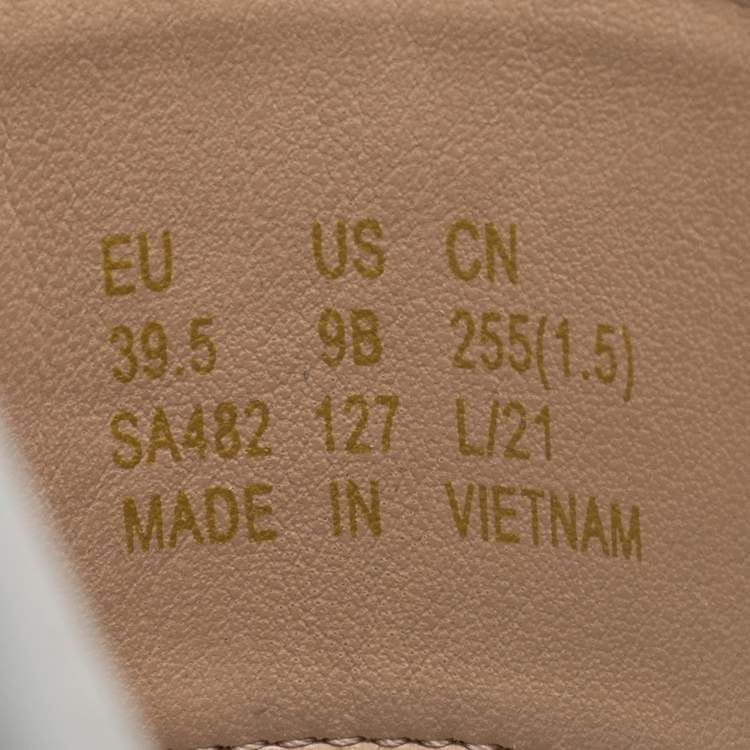 EU US CN
39.5 9B 255(1.5)
SA482 127 L/21
MADE IN VIETNAM